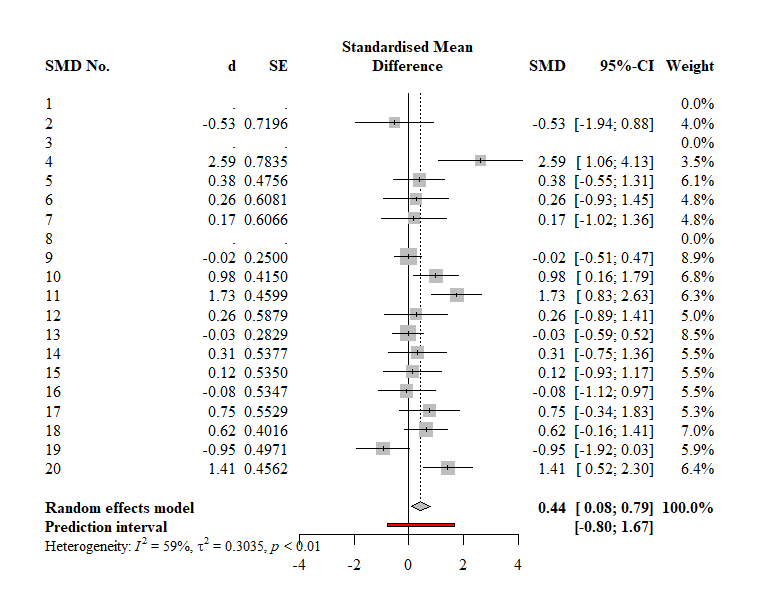 Standardised Mean
SMD No. d SE Difference SMD 95%-CI Weight
1 . . 0.0%
2 -0.53 0.7196 -0.53 [-1.94; 0.88] 4.0%
3 . . 0.0%
4 2.59 0.7835 2.59 [ 1.06; 4.13] 3.5%
5 0.38 0.4756 0.38 [-0.55; 1.31] 6.1%
6 0.26 0.6081 0.26 [-0.93; 1.45] 4.8%
7 0.17 0.6066 0.17 [-1.02; 1.36] 4.8%
8 . . 0.0%
9 -0.02 0.2500 -0.02 [-0.51; 0.47] 8.9%
10 0.98 0.4150 0.98 [ 0.16; 1.79] 6.8%
11 1.73 0.4599 1.73 [ 0.83; 2.63] 6.3%
12 0.26 0.5879 0.26 [-0.89; 1.41] 5.0%
13 -0.03 0.2829 -0.03 [-0.59; 0.52] 8.5%
14 0.31 0.5377 0.31 [-0.75; 1.36] 5.5%
15 0.12 0.5350 0.12 [-0.93; 1.17] 5.5%
16 -0.08 0.5347 -0.08 [-1.12; 0.97] 5.5%
17 0.75 0.5529 0.75 [-0.34; 1.83] 5.3%
18 0.62 0.4016 0.62 [-0.16; 1.41] 7.0%
19 -0.95 0.4971 -0.95 [-1.92; 0.03] 5.9%
20 1.41 0.4562 1.41 [ 0.52; 2.30] 6.4%
Random effects model 0.44 [ 0.08; 0.79] 100.0%
Prediction interval [-0.80; 1.67]
Heterogeneity: I² = 59%, τ² = 0.3035, p < 0.01
-4 -2 0 2 4